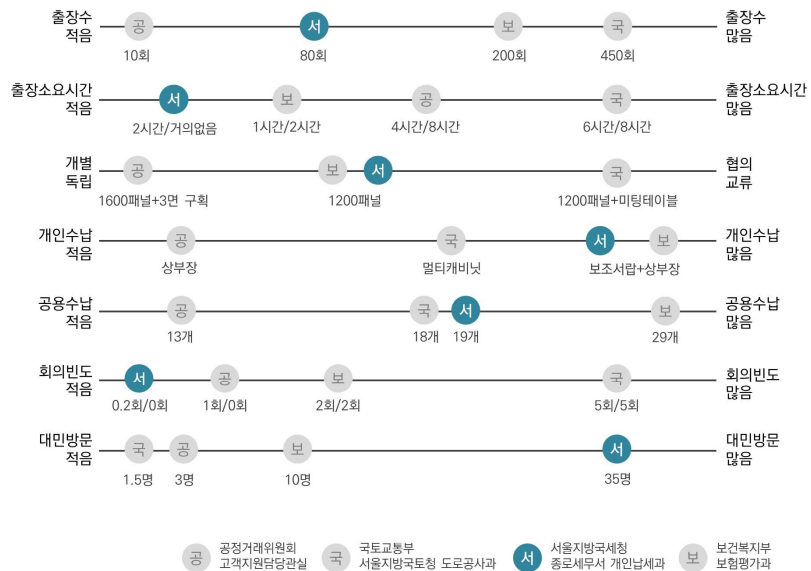 출장수
적음
공
서
보
국
출장수
많음
10회
80회
200회
450회
출장소요시간
적음
서
보
공
국
출장소요시간
많음
2시간/거의없음
1시간/2시간
4시간/8시간
6시간/8시간
개별
독립
공
보
서
국
협의
교류
1600패널+3면 구획
1200패널
1200패널+미팅테이블
개인수납
적음
공
국
서
보
개인수납
많음
상부장
멀티캐비닛
보조서랍+상부장
공용수납
적음
공
국
서
보
공용수납
많음
13개
18개
19개
29개
회의빈도
적음
서
공
보
국
회의빈도
많음
0.2회/0회
1회/0회
2회/2회
5회/5회
대민방문
적음
국
공
보
서
대민방문
많음
1.5명
3명
10명
35명
공
공정거래위원회
고객지원담당관실
국
국토교통부
서울지방국토청 도로공사과
서
서울지방국세청
종로세무서 개인납세과
보
보건복지부
보험평가과